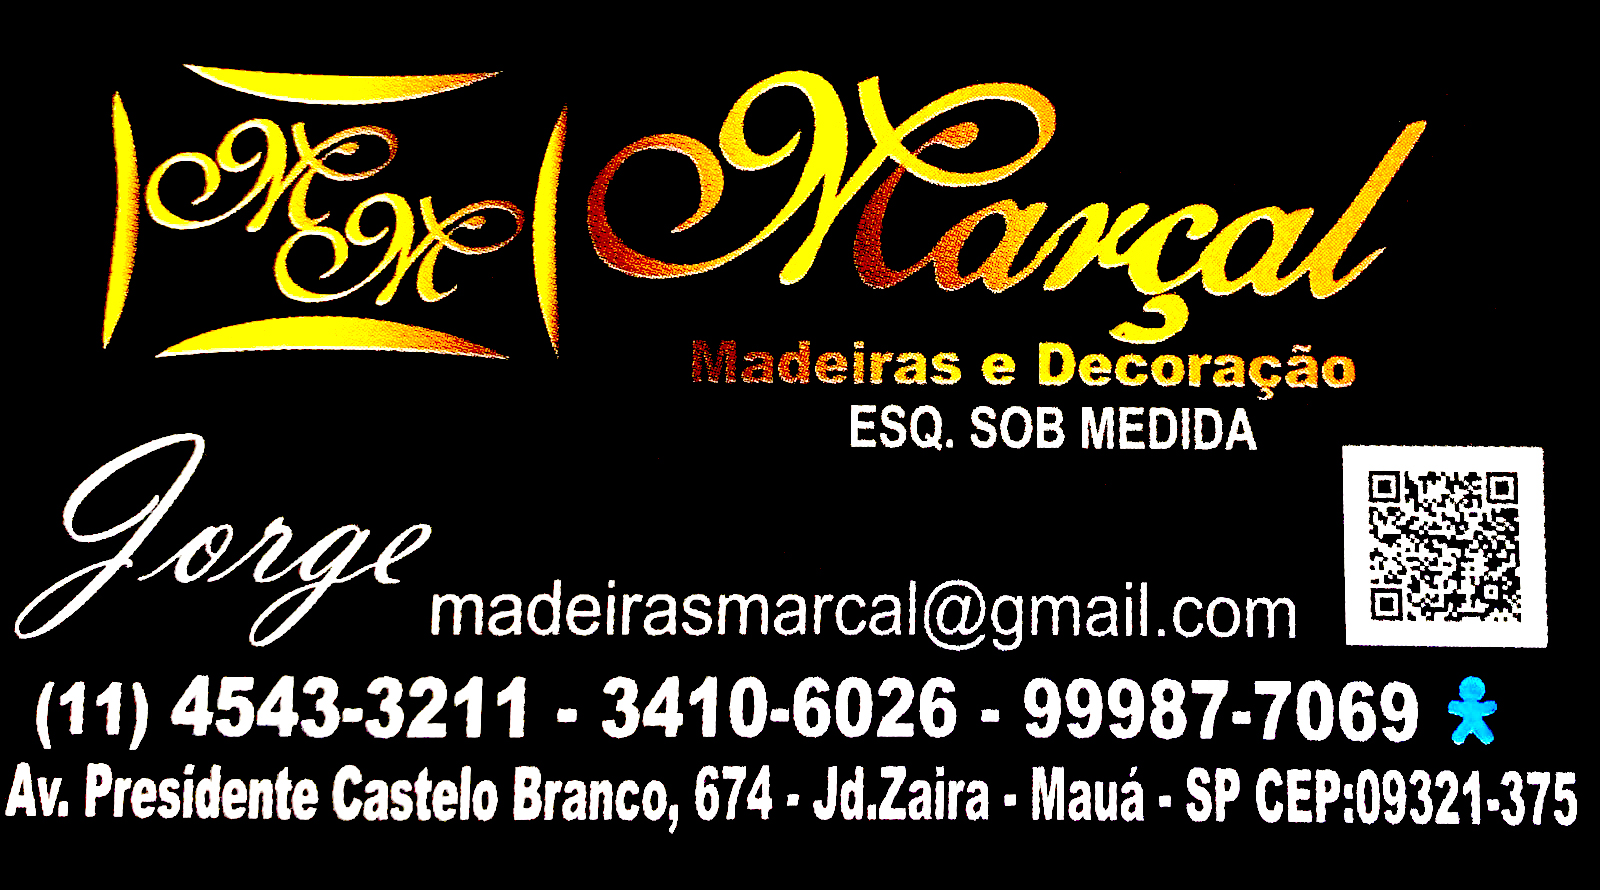 MM
Marçal
Madeiras e Decoração
ESQ. SOB MEDIDA
Jorge
madeirasmarcal@gmail.com
(11) 4543-3211 - 3410-6026 - 99987-7069
Av. Presidente Castelo Branco, 674 - Jd.Zaira - Mauá - SP CEP:09321-375